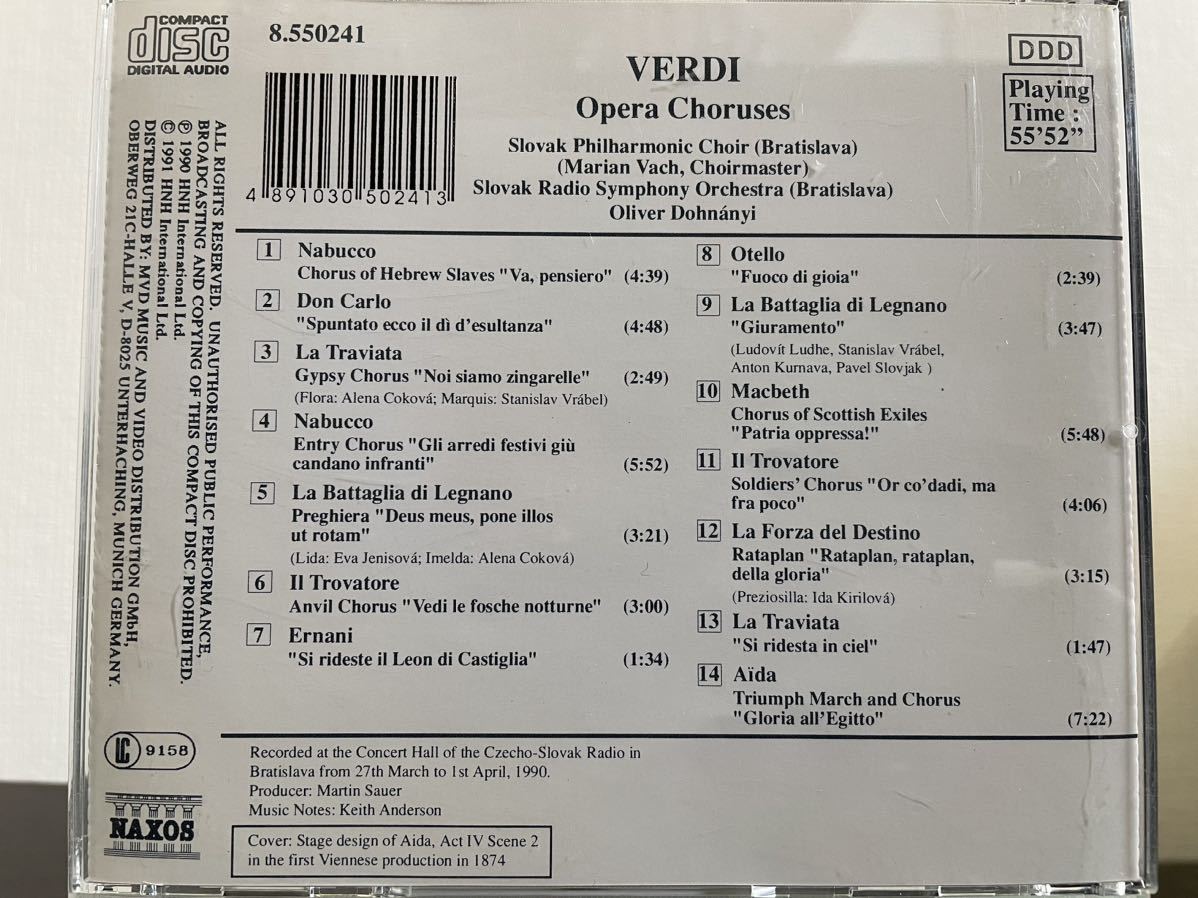 COMPACT
disc
DIGITAL AUDIO
8.550241
4 891030 502413
VERDI
Opera Choruses
Slovak Philharmonic Choir (Bratislava)
(Marian Vach, Choirmaster)
Slovak Radio Symphony Orchestra (Bratislava)
Oliver Dohnányi
DDD
Playing
Time :
55'52”
1 Nabucco
Chorus of Hebrew Slaves "Va, pensiero" (4:39)
2 Don Carlo
"Spuntato ecco il dì d'esultanza" (4:48)
3 La Traviata
Gypsy Chorus "Noi siamo zingarelle" (2:49)
(Flora: Alena Coková; Marquis: Stanislav Vrábel)
4 Nabucco
Entry Chorus "Gli arredi festivi giù
candano infranti" (5:52)
5 La Battaglia di Legnano
Preghiera "Deus meus, pone illos
ut rotam" (3:21)
(Lida: Eva Jenisová; Imelda: Alena Coková)
6 Il Trovatore
Anvil Chorus "Vedi le fosche notturne" (3:00)
7 Ernani
"Si rideste il Leon di Castiglia" (1:34)
8 Otello
"Fuoco di gioia" (2:39)
9 La Battaglia di Legnano
"Giuramento" (3:47)
(Ludovít Ludhe, Stanislav Vrábel,
Anton Kurnava, Pavel Slovjak )
10 Macbeth
Chorus of Scottish Exiles
"Patria oppressa!" (5:48)
11 Il Trovatore
Soldiers' Chorus "Or co'dadi, ma
fra poco" (4:06)
12 La Forza del Destino
Rataplan "Rataplan, rataplan,
della gloria" (3:15)
(Preziosilla: Ida Kirilová)
13 La Traviata
"Si ridesta in ciel" (1:47)
14 Aïda
Triumph March and Chorus
"Gloria all'Egitto" (7:22)
Recorded at the Concert Hall of the Czecho-Slovak Radio in
Bratislava from 27th March to 1st April, 1990.
Producer: Martin Sauer
Music Notes: Keith Anderson
Cover: Stage design of Aida, Act IV Scene 2
in the first Viennese production in 1874
ALL RIGHTS RESERVED. UNAUTHORISED PUBLIC PERFORMANCE,
BROADCASTING AND COPYING OF THIS COMPACT DISC PROHIBITED.
℗ 1990 HNH International Ltd.
© 1991 HNH International Ltd.
DISTRIBUTED BY: MVD MUSIC AND VIDEO DISTRIBUTION GMbH,
OBERWEG 21C-HALLE V, D-8025 UNTERHACHING, MUNICH GERMANY.
LC 9158
NAXOS